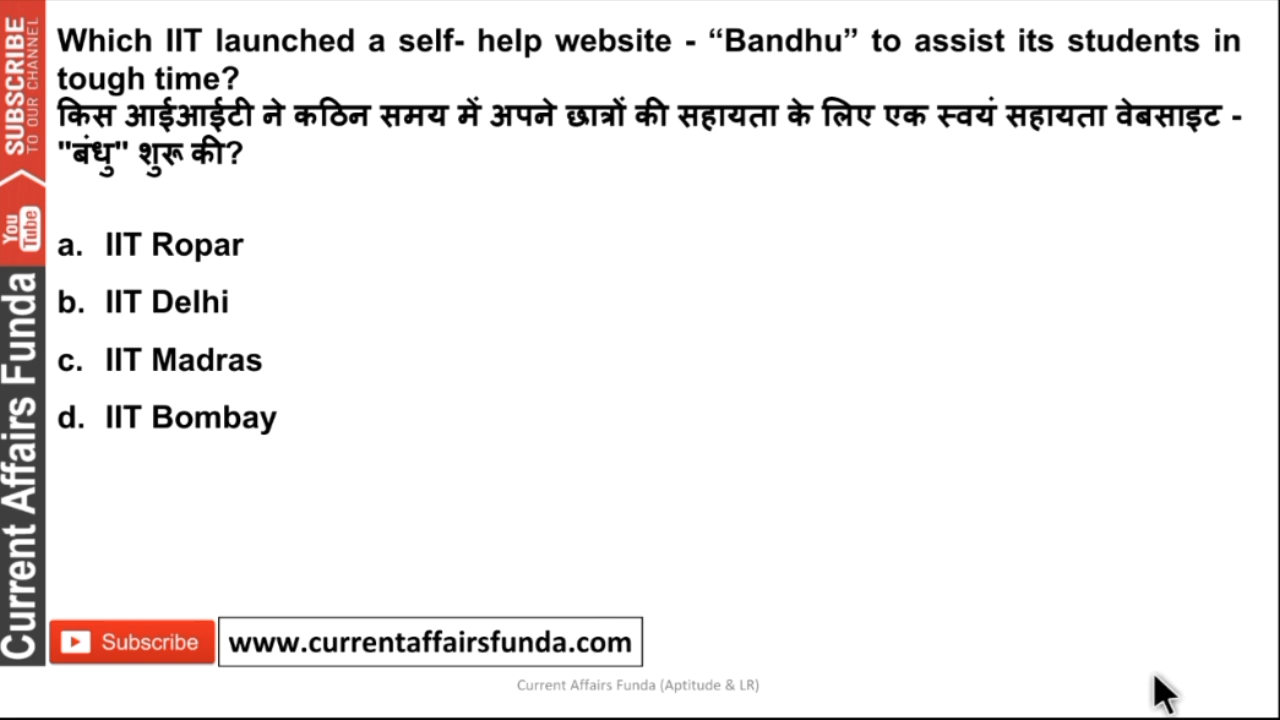 Which IIT launched a self- help website - “Bandhu” to assist its students in
tough time?
किस आईआईटी ने कठिन समय में अपने छात्रों की सहायता के लिए एक स्वयं सहायता वेबसाइट -
"बंधु" शुरू की?
a. IIT Ropar
b. IIT Delhi
c. IIT Madras
d. IIT Bombay
SUBSCRIBE
TO OUR CHANNEL
You
Tube
Current Affairs Funda
Subscribe
www.currentaffairsfunda.com
Current Affairs Funda (Aptitude & LR)